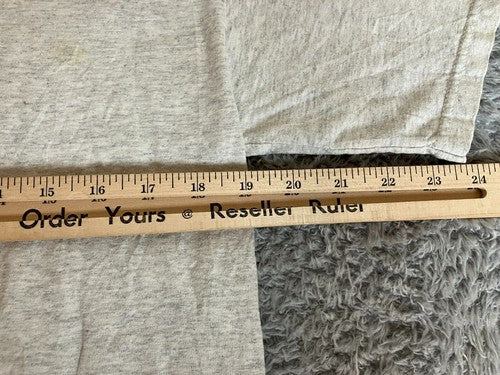 15 16 17 18 19 20 21 22 23 24
Order Yours @ Reseller Ruler